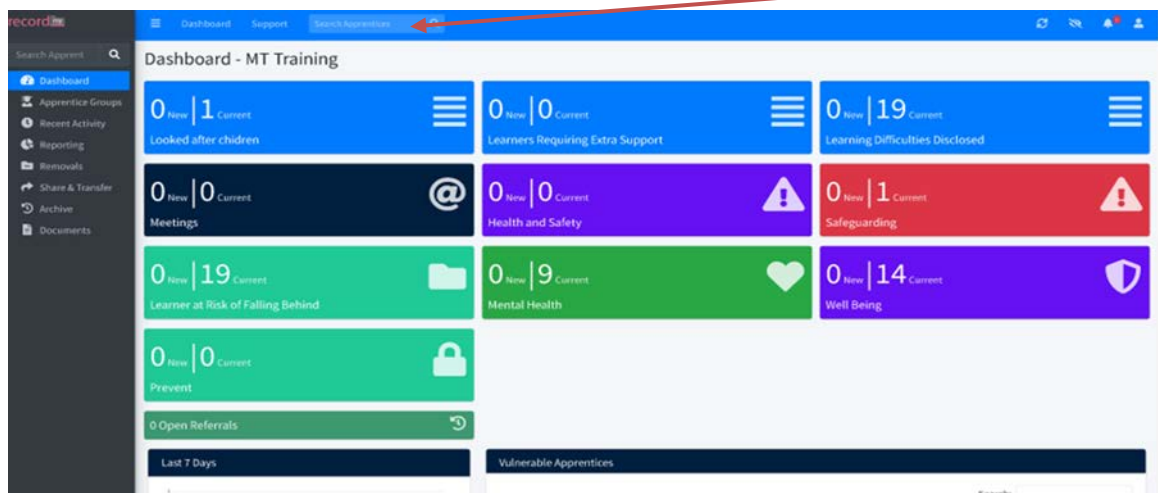 record my
Dashboard Support Search Apprentices
Search Apprent
Dashboard
Apprentice Groups
Recent Activity
Reporting
Removals
Share & Transfer
Archive
Documents
Dashboard - MT Training
0 New 1 Current
Looked after chidren
0 New 0 Current
Learners Requiring Extra Support
0 New 19 Current
Learning Difficulties Disclosed
0 New 0 Current
Meetings
0 New 0 Current
Health and Safety
0 New 1 Current
Safeguarding
0 New 19 Current
Learner at Risk of Falling Behind
0 New 9 Current
Mental Health
0 New 14 Current
Well Being
0 New 0 Current
Prevent
0 Open Referrals
Last 7 Days
Vulnerable Apprentices